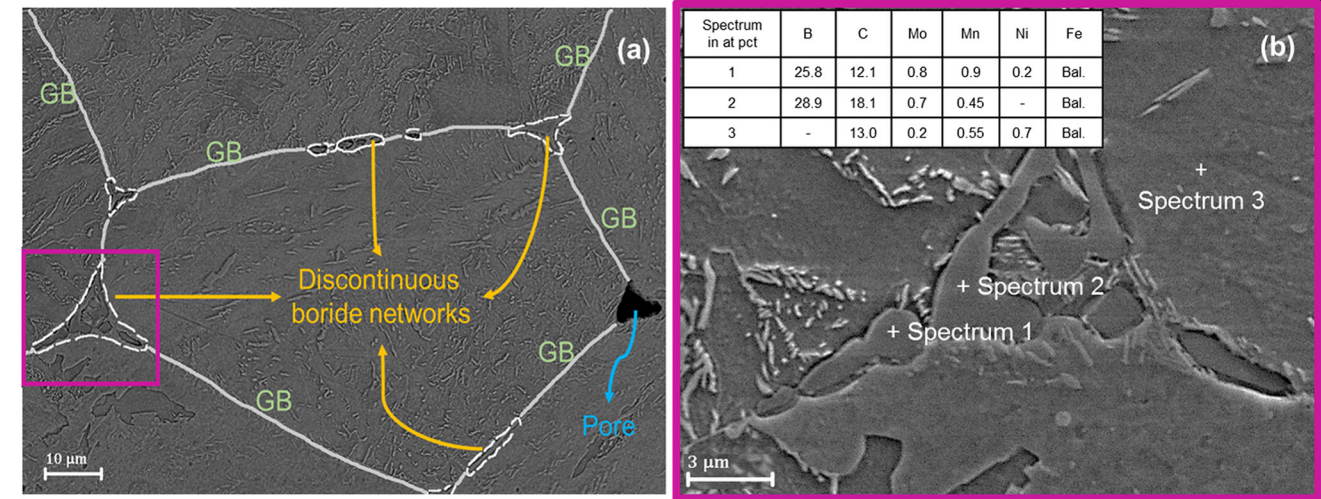 (a)
GB
GB
GB
GB
GB
GB
Discontinuous
boride networks
Pore
10 µm
(b)
Spectrum in at pct B C Mo Mn Ni Fe
1 25.8 12.1 0.8 0.9 0.2 Bal.
2 28.9 18.1 0.7 0.45 - Bal.
3 - 13.0 0.2 0.55 0.7 Bal.
+
Spectrum 3
+ Spectrum 2
+ Spectrum 1
3 µm